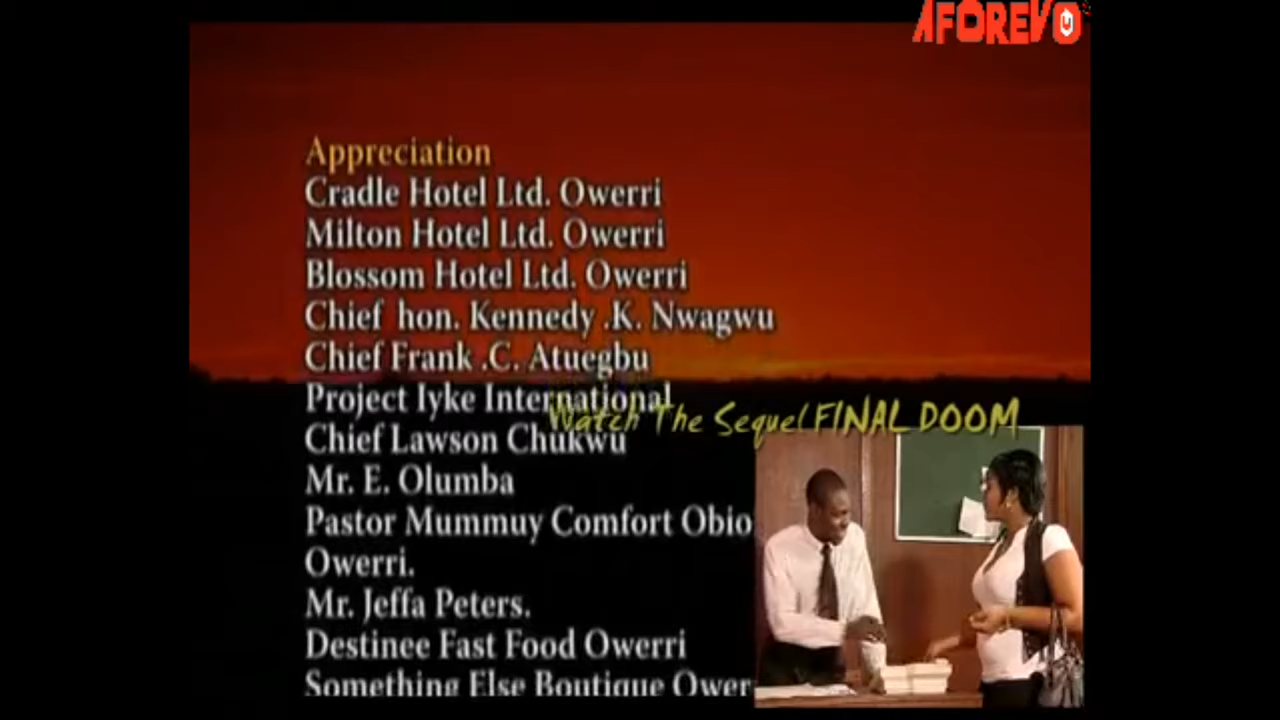 AFOREVO
Appreciation
Cradle Hotel Ltd. Owerri
Milton Hotel Ltd. Owerri
Blossom Hotel Ltd. Owerri
Chief hon. Kennedy .K. Nwagwu
Chief Frank .C. Atuegbu
Project Iyke International
Watch The Sequel FINAL DOOM
Chief Lawson Chukwu
Mr. E. Olumba
Pastor Mummuy Comfort Obio
Owerri.
Mr. Jeffa Peters.
Destinee Fast Food Owerri
Something Else Boutique Ower